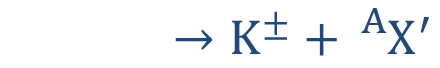 → K± + ᴬX′